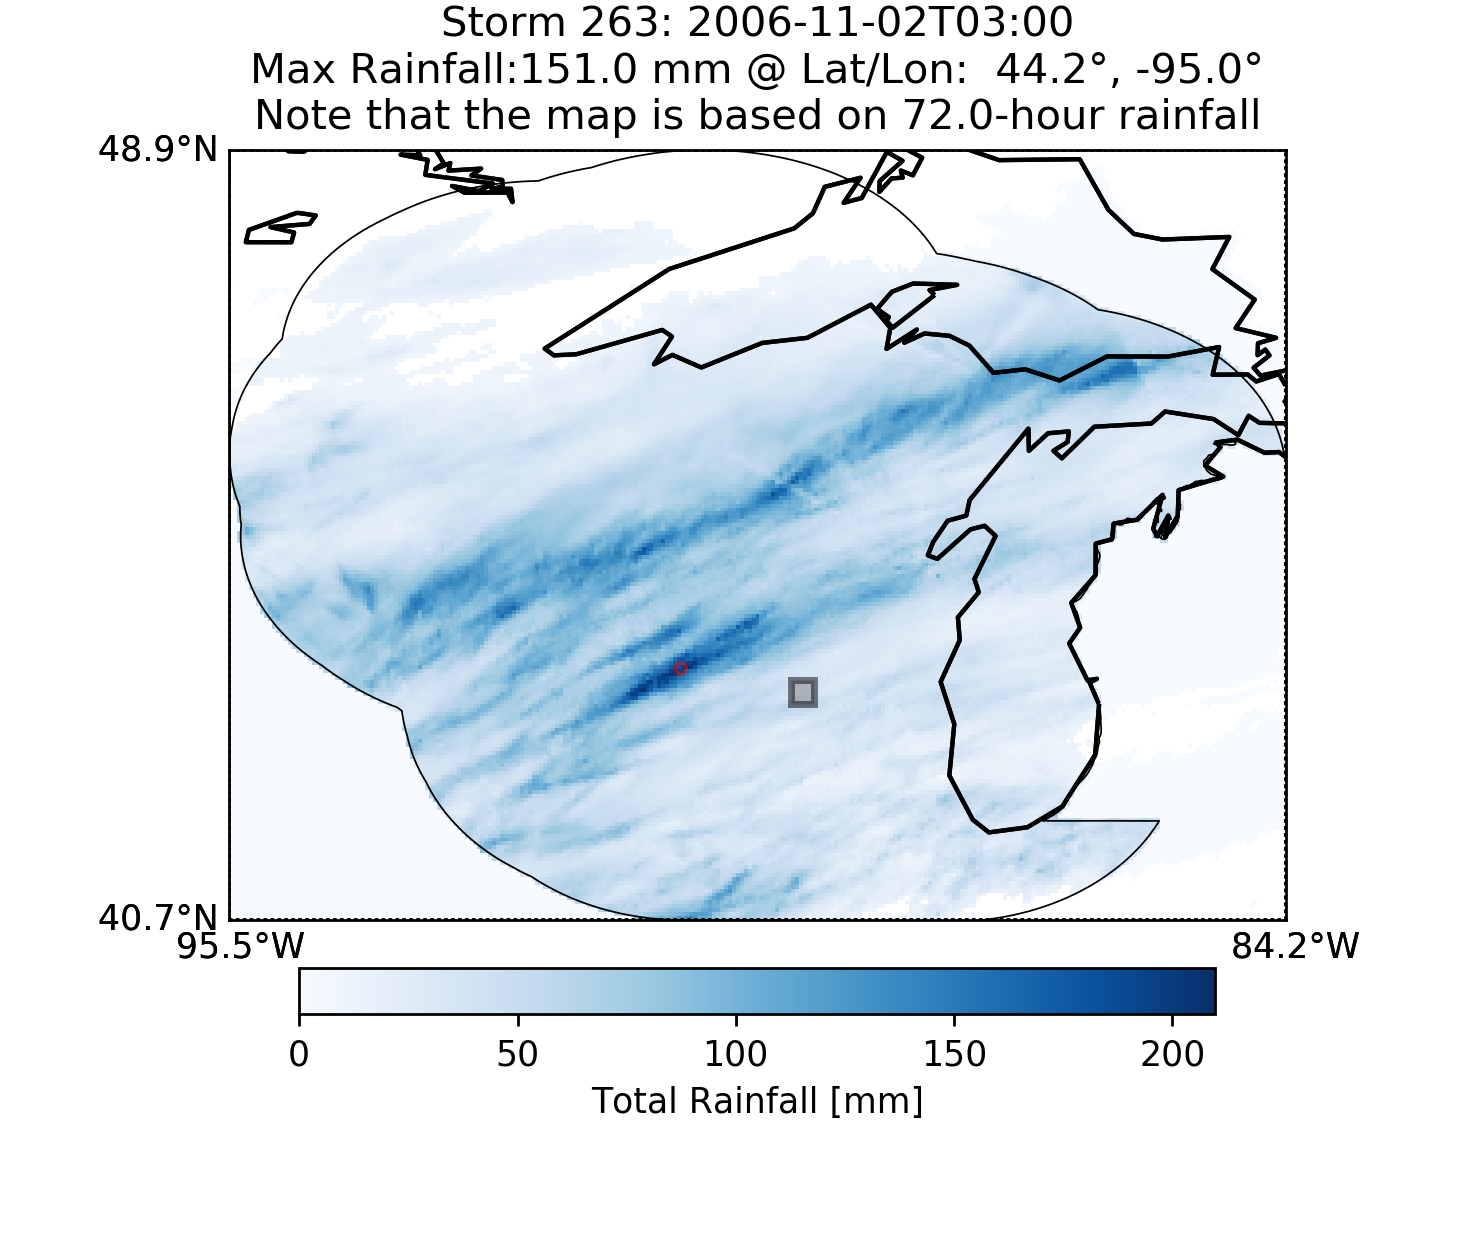 Storm 263: 2006-11-02T03:00
Max Rainfall:151.0 mm @ Lat/Lon:  44.2°, -95.0°
Note that the map is based on 72.0-hour rainfall
48.9°N
40.7°N
95.5°W
84.2°W
0
50
100
150
200
Total Rainfall [mm]